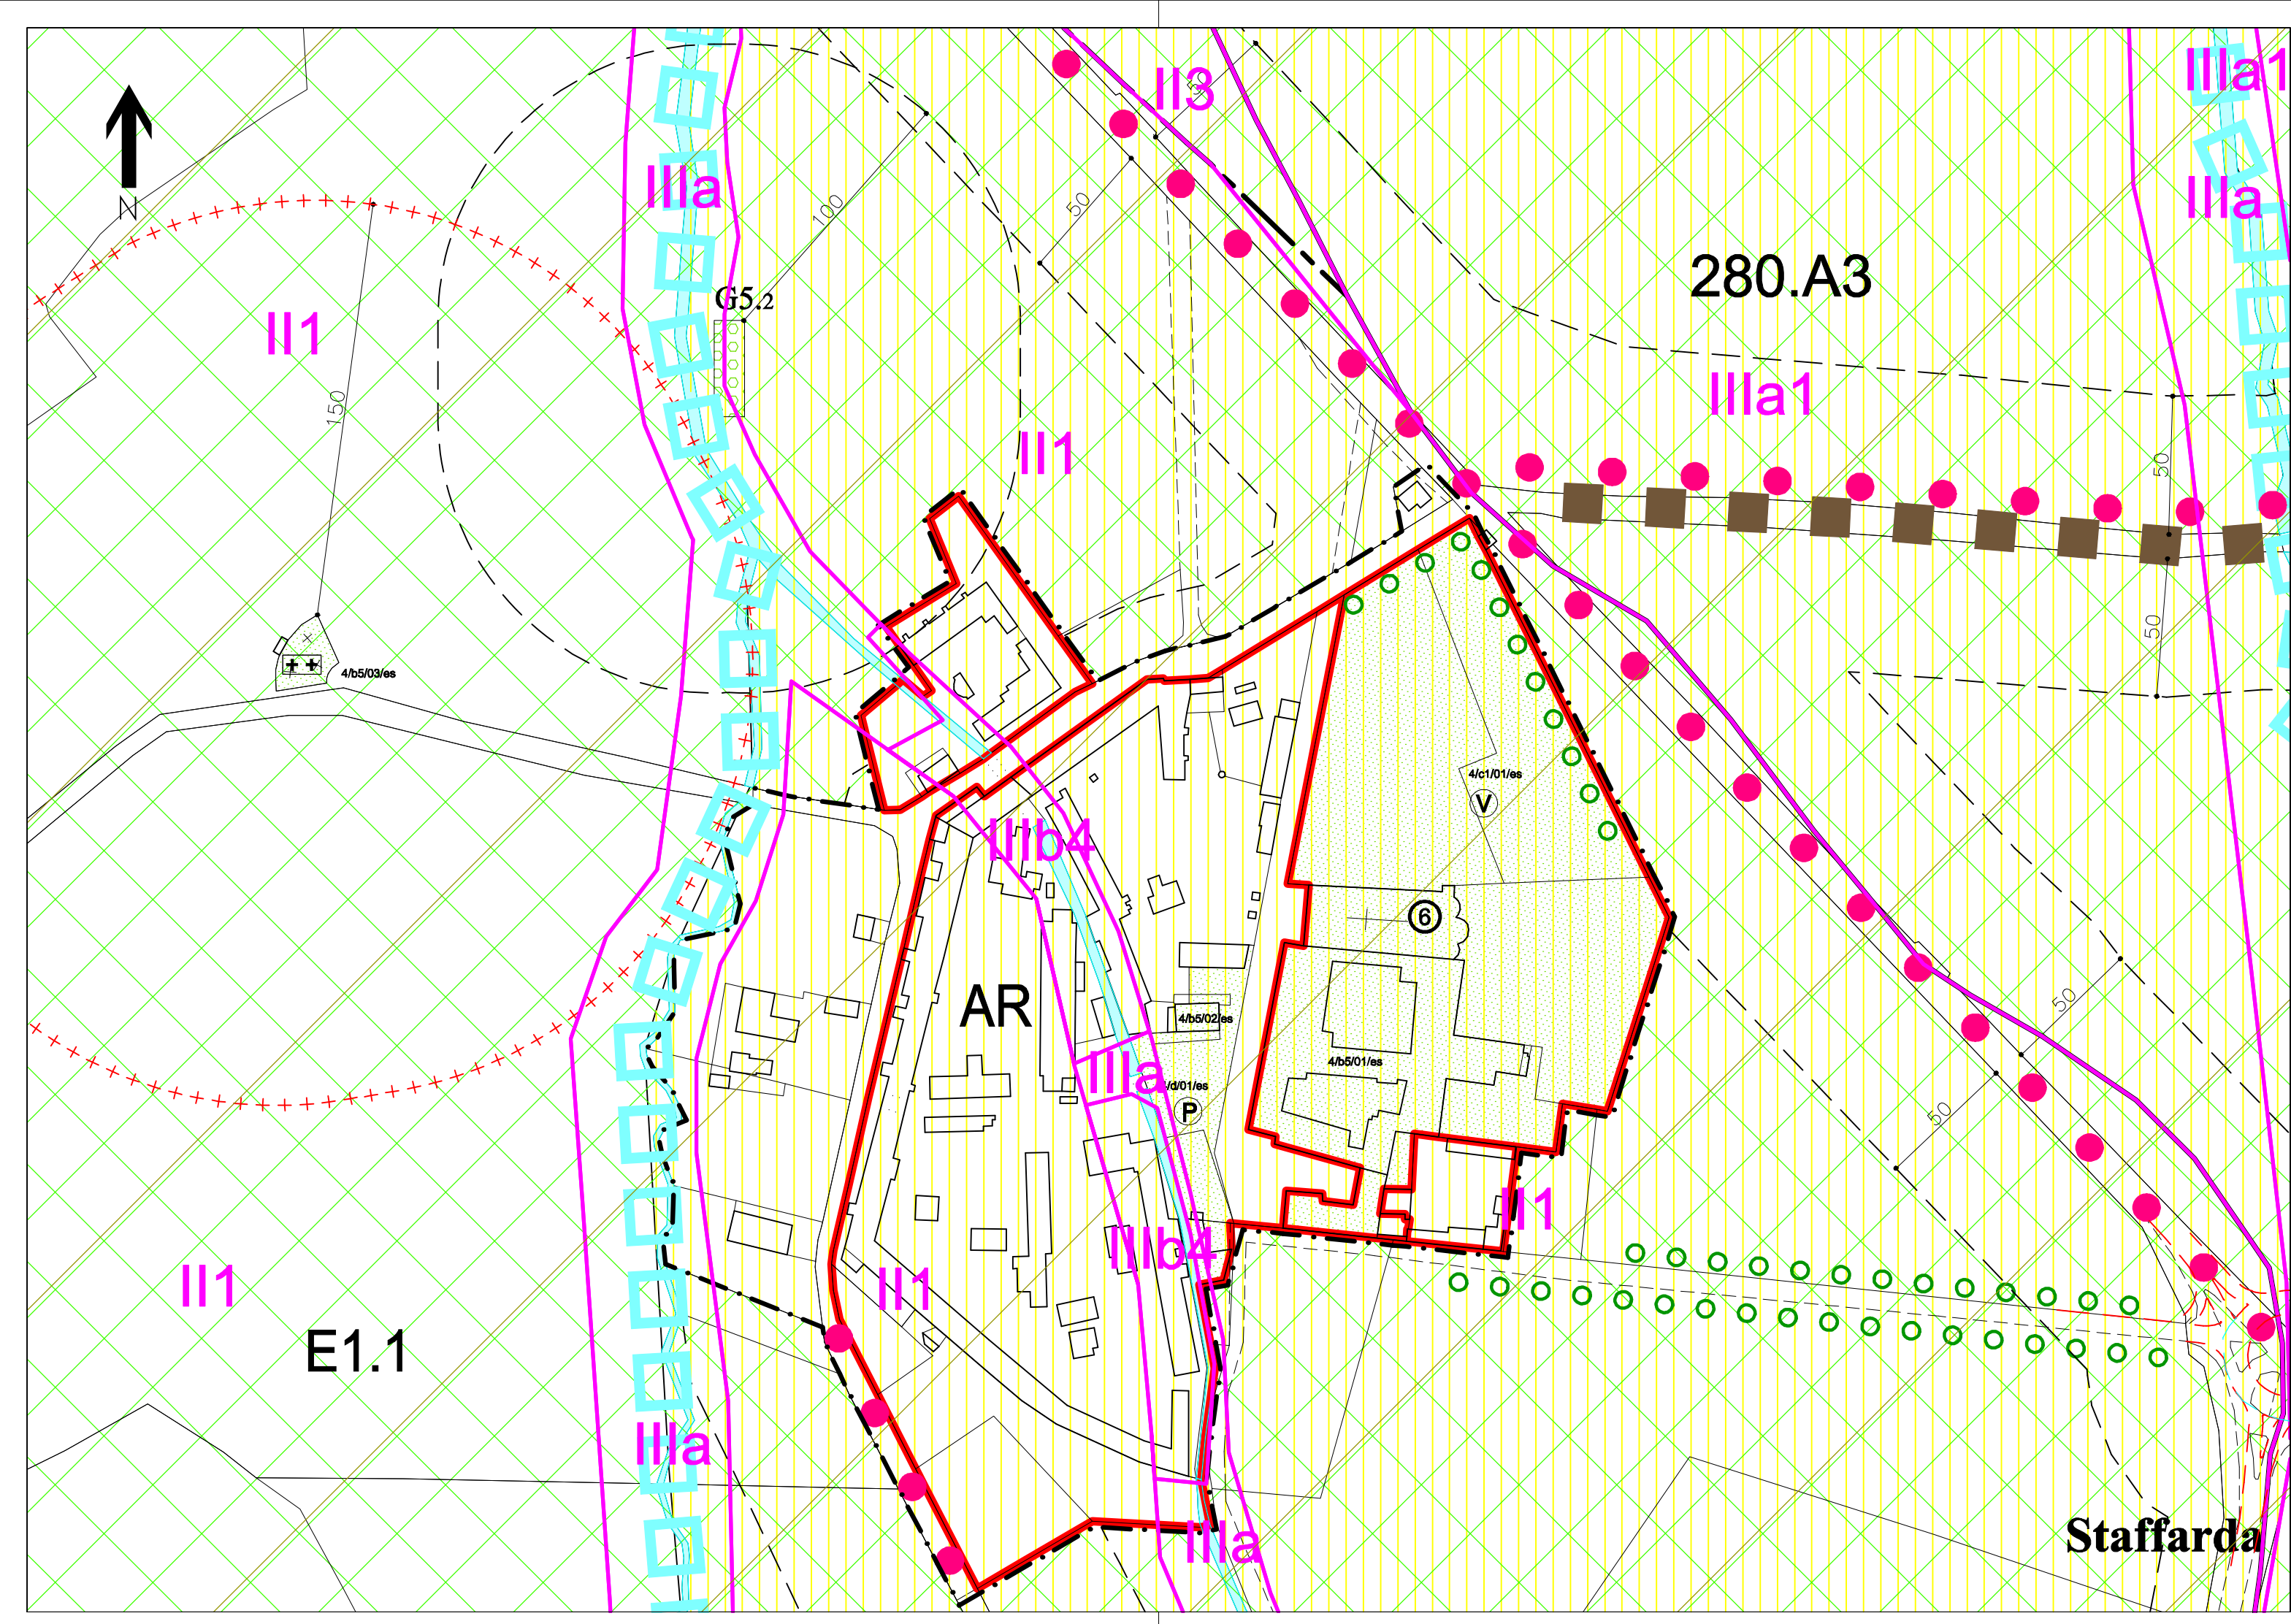 II3
50
IIIa1
N
IIIa
IIIa
100
50
280.A3
G5.2
II1
150
IIIa1
II1
50
50
4/b5/03/es
4/c1/01/es
V
IIIb4
6
AR
50
4/b5/02/es
4/b5/01/es
IIIa
/d/01/es
P
50
II1
IIIb4
II1
II1
E1.1
IIIa
IIIa
Staffarda